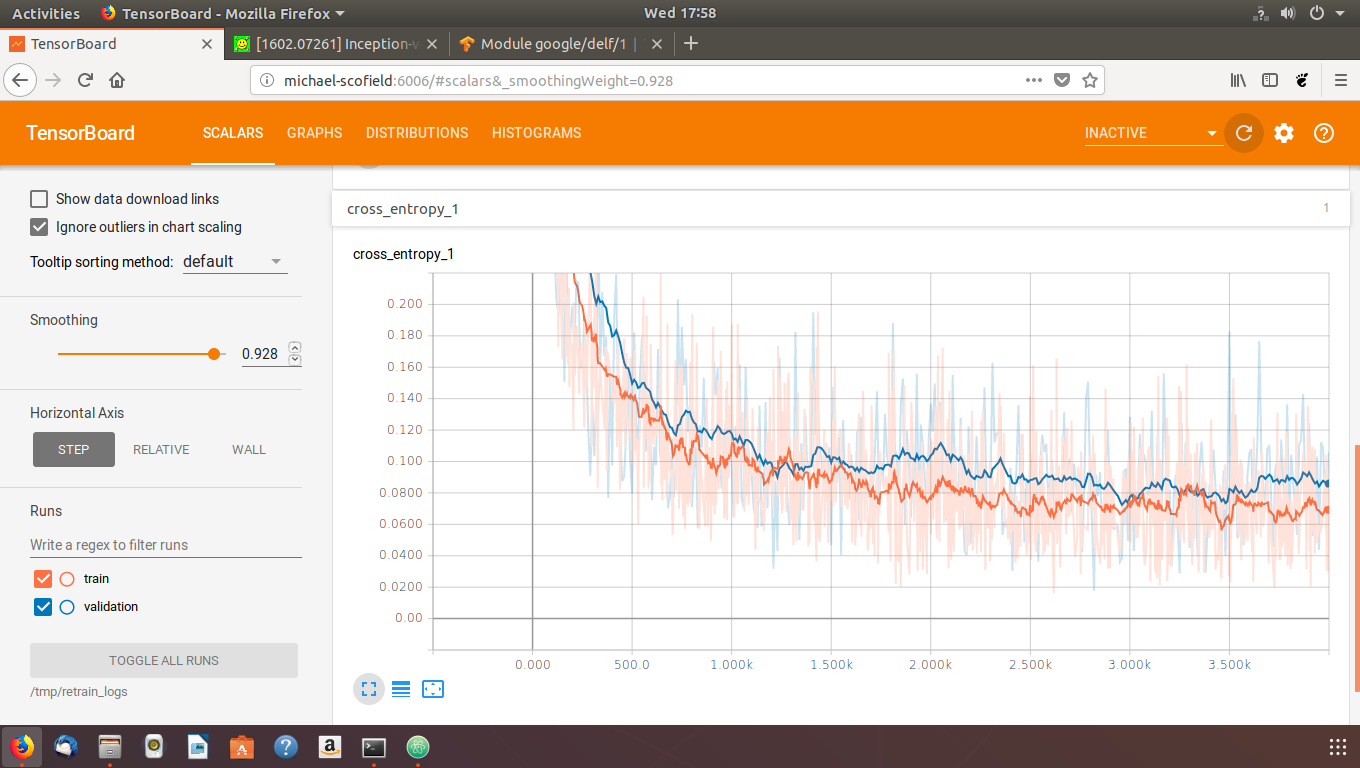 Activities TensorBoard - Mozilla Firefox Wed 17:58
TensorBoard [1602.07261] Inception-v Module google/delf/1 |
michael-scofield:6006/#scalars&_smoothingWeight=0.928
TensorBoard SCALARS GRAPHS DISTRIBUTIONS HISTOGRAMS INACTIVE
Show data download links
Ignore outliers in chart scaling
Tooltip sorting method: default
Smoothing
0.928
Horizontal Axis
STEP RELATIVE WALL
Runs
Write a regex to filter runs
train
validation
TOGGLE ALL RUNS
/tmp/retrain_logs
cross_entropy_1 1
cross_entropy_1
0.200
0.180
0.160
0.140
0.120
0.100
0.0800
0.0600
0.0400
0.0200
0.00
0.000 500.0 1.000k 1.500k 2.000k 2.500k 3.000k 3.500k